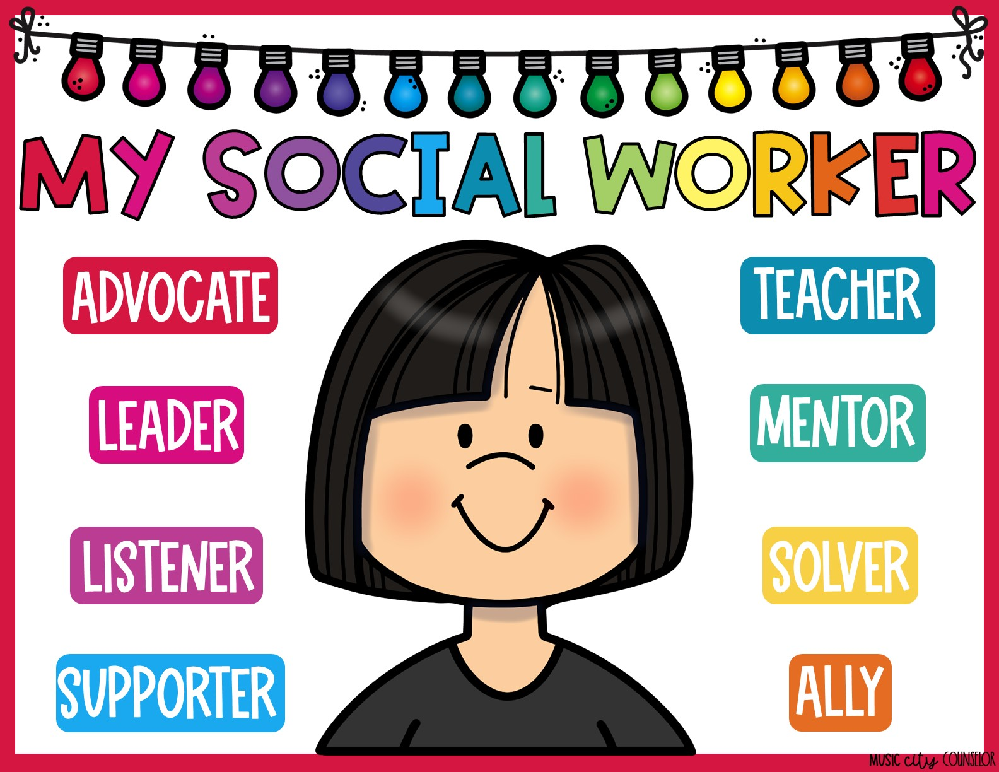 MY SOCIAL WORKER
ADVOCATE
TEACHER
LEADER
MENTOR
LISTENER
SOLVER
SUPPORTER
ALLY
MUSIC city COUNSELOR